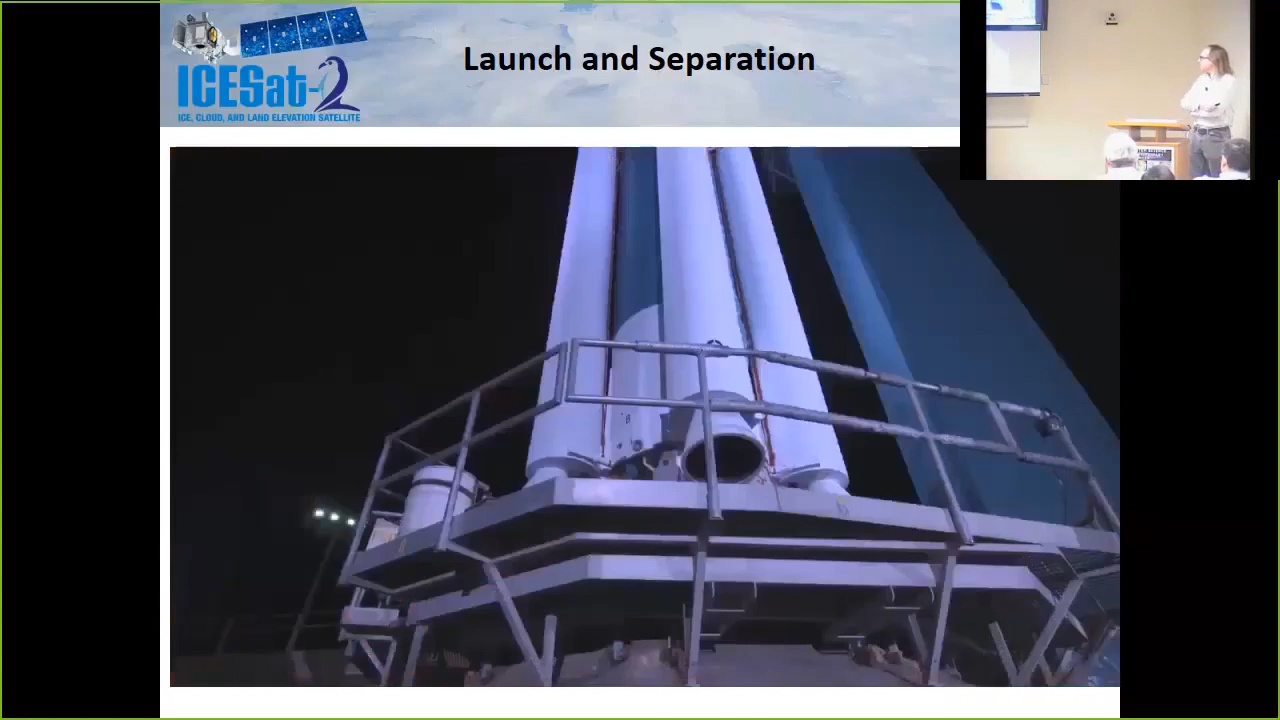 Launch and Separation
ICESat-2
ICE, CLOUD, AND LAND ELEVATION SATELLITE